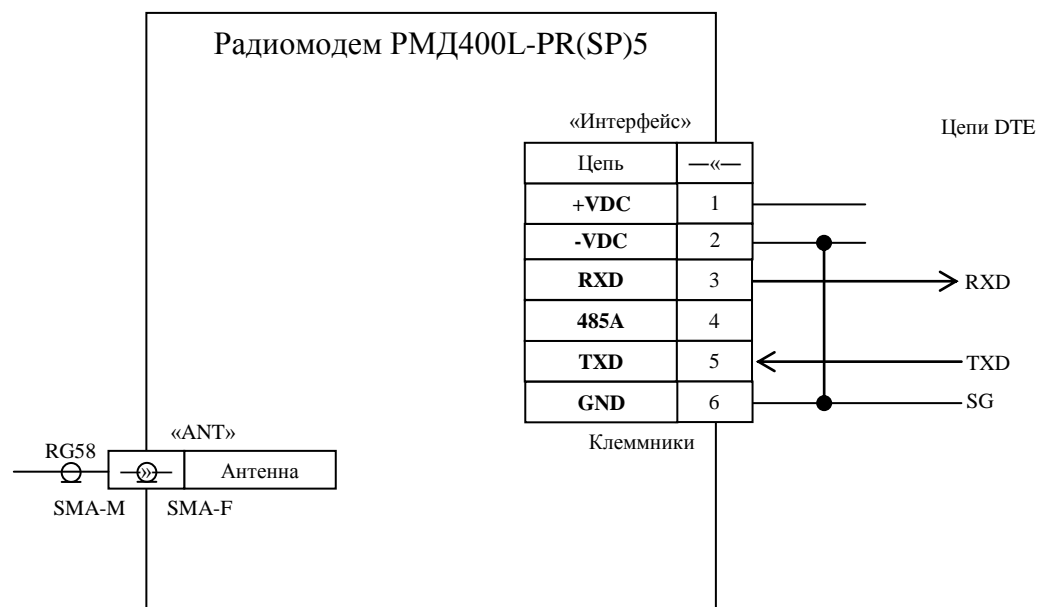 Радиомодем РМД400L-PR(SP)5
«Интерфейс»
Цепи DTE
Цепь —«—
+VDC 1
-VDC 2
RXD 3 RXD
485A 4
TXD 5 TXD
GND 6 SG
Клеммники
«ANT»
RG58
Антенна
SMA-M SMA-F